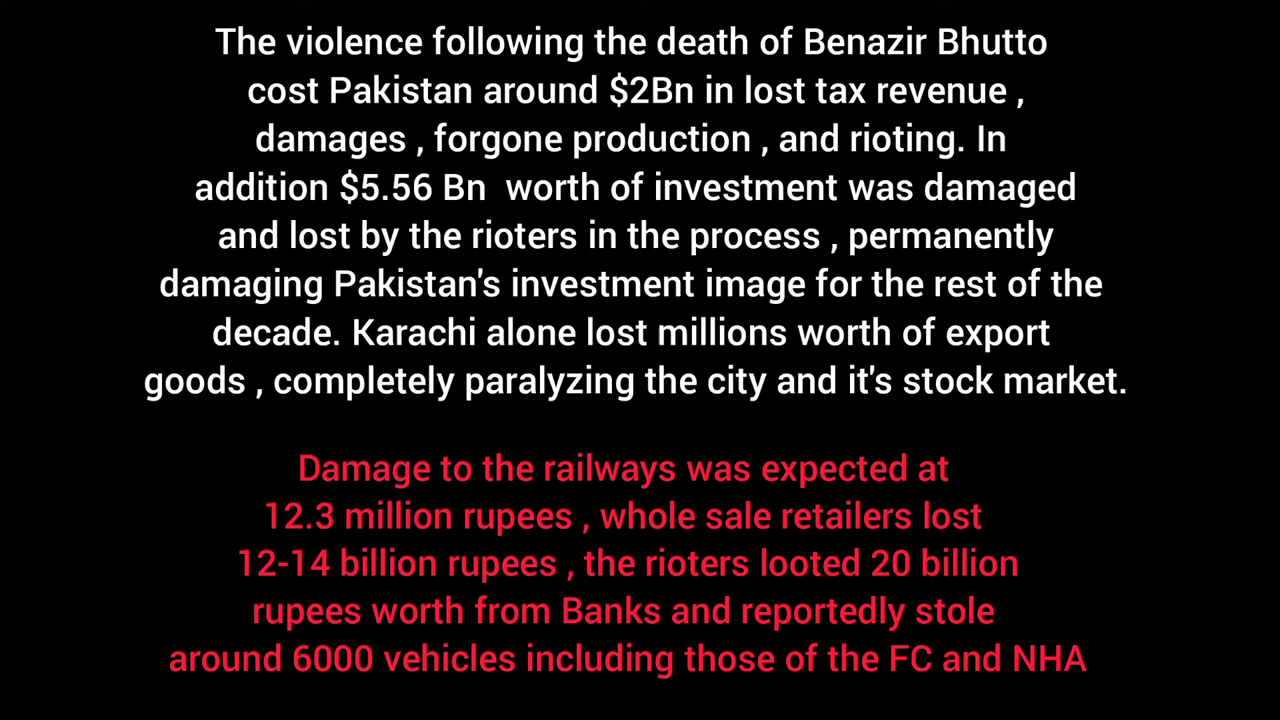 The violence following the death of Benazir Bhutto
cost Pakistan around $2Bn in lost tax revenue ,
damages , forgone production , and rioting. In
addition $5.56 Bn  worth of investment was damaged
and lost by the rioters in the process , permanently
damaging Pakistan's investment image for the rest of the
decade. Karachi alone lost millions worth of export
goods , completely paralyzing the city and it's stock market.
Damage to the railways was expected at
12.3 million rupees , whole sale retailers lost
12-14 billion rupees , the rioters looted 20 billion
rupees worth from Banks and reportedly stole
around 6000 vehicles including those of the FC and NHA